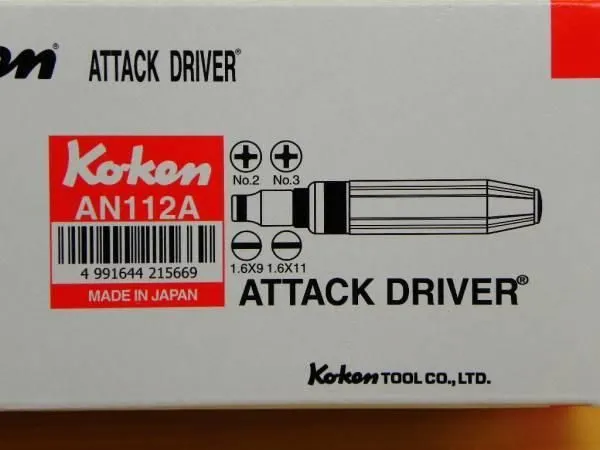 Ken ATTACK DRIVER®
Koken
AN112A
4 991644 215669
MADE IN JAPAN
No.2 No.3
1.6X9 1.6X11
ATTACK DRIVER®
Koken TOOL CO., LTD.